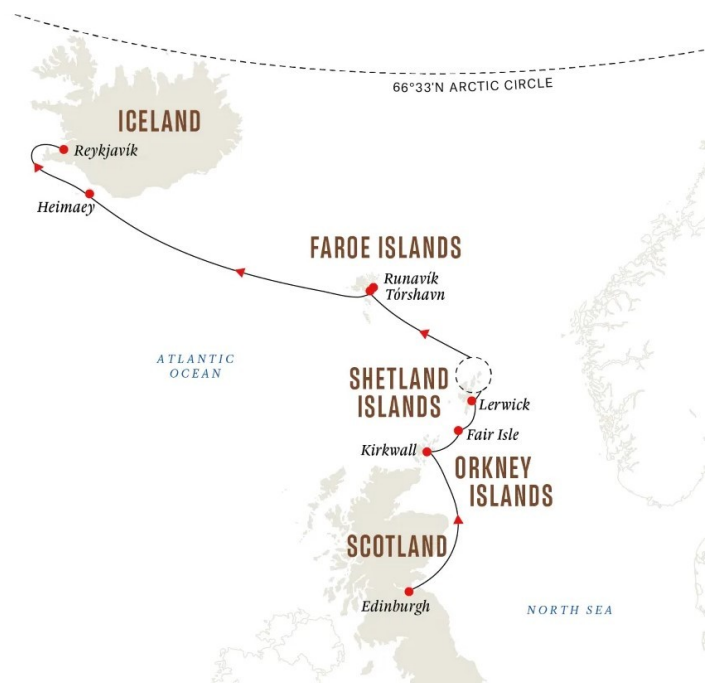 66°33'N ARCTIC CIRCLE
ICELAND
Reykjavík
Heimaey
FAROE ISLANDS
Runavík
Tórshavn
ATLANTIC
OCEAN
SHETLAND
ISLANDS
Lerwick
Fair Isle
Kirkwall
ORKNEY
ISLANDS
SCOTLAND
Edinburgh
NORTH SEA